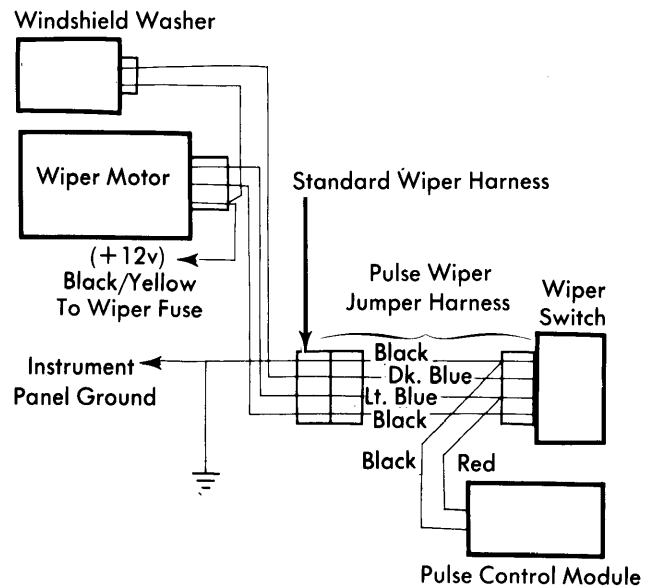 Windshield Washer
Wiper Motor
Standard Wiper Harness
(+12v)
Black/Yellow
To Wiper Fuse
Pulse Wiper
Jumper Harness
Wiper
Switch
Instrument
Panel Ground
Black
Dk. Blue
Lt. Blue
Black
Black
Red
Pulse Control Module